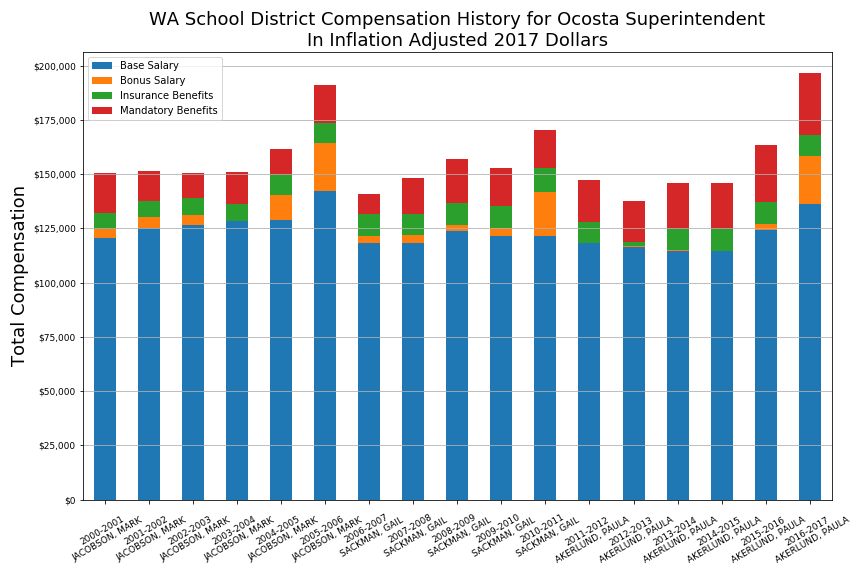 WA School District Compensation History for Ocosta Superintendent
In Inflation Adjusted 2017 Dollars
Base Salary
Bonus Salary
Insurance Benefits
Mandatory Benefits
Total Compensation
$200,000
$175,000
$150,000
$125,000
$100,000
$75,000
$50,000
$25,000
$0
2000-2001
JACOBSON, MARK
2001-2002
JACOBSON, MARK
2002-2003
JACOBSON, MARK
2003-2004
JACOBSON, MARK
2004-2005
JACOBSON, MARK
2005-2006
JACOBSON, MARK
2006-2007
SACKMAN, GAIL
2007-2008
SACKMAN, GAIL
2008-2009
SACKMAN, GAIL
2009-2010
SACKMAN, GAIL
2010-2011
SACKMAN, GAIL
2011-2012
AKERLUND, PAULA
2012-2013
AKERLUND, PAULA
2013-2014
AKERLUND, PAULA
2014-2015
AKERLUND, PAULA
2015-2016
AKERLUND, PAULA
2016-2017
AKERLUND, PAULA